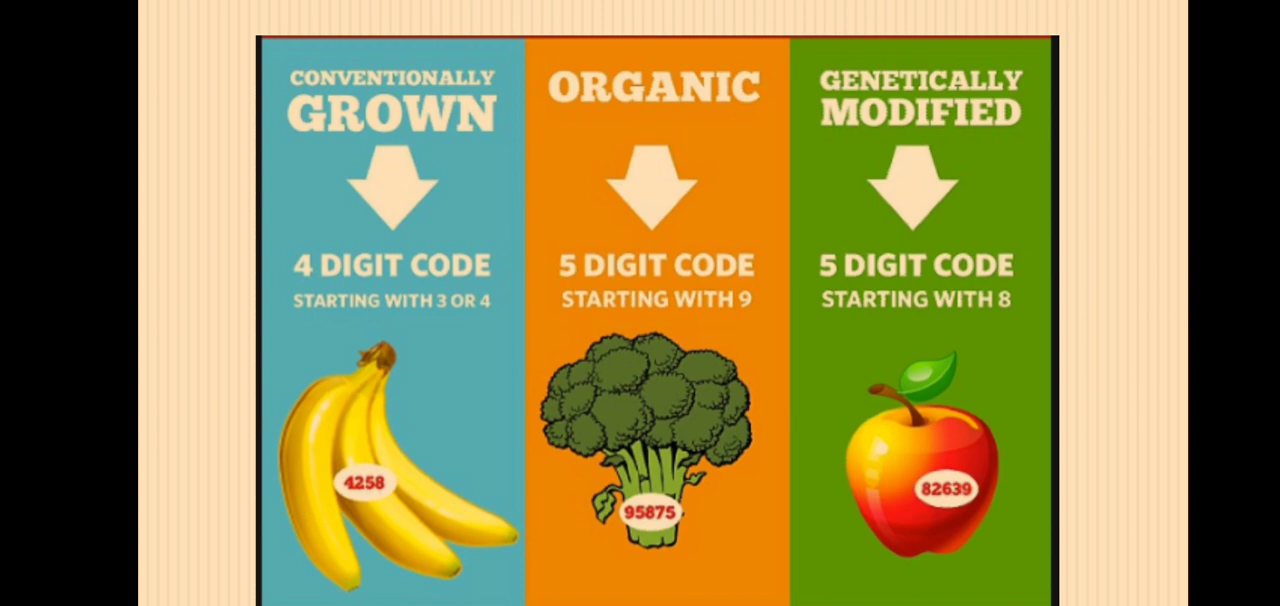 CONVENTIONALLY
GROWN
4 DIGIT CODE
STARTING WITH 3 OR 4
4258
ORGANIC
5 DIGIT CODE
STARTING WITH 9
95875
GENETICALLY
MODIFIED
5 DIGIT CODE
STARTING WITH 8
82639